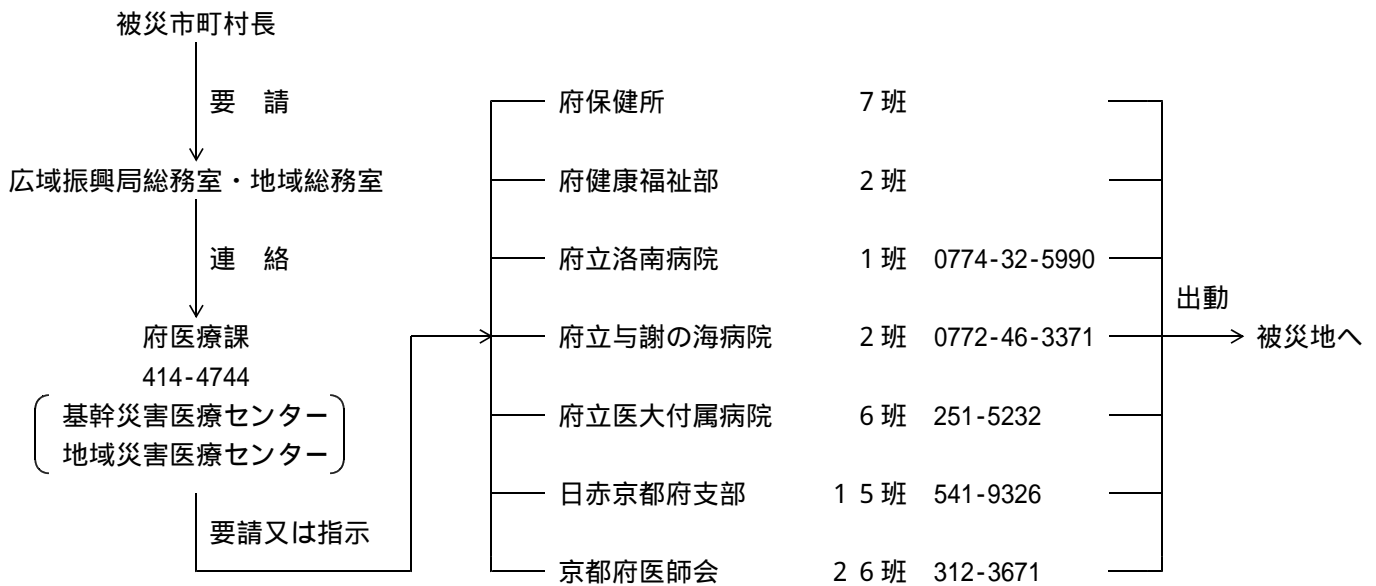 被災市町村長
要　請
広域振興局総務室・地域総務室
連　絡
府医療課
414-4744
基幹災害医療センター
地域災害医療センター
要請又は指示
府保健所　7班
府健康福祉部　2班
府立洛南病院　1班　0774-32-5990
府立与謝の海病院　2班　0772-46-3371
府立医大付属病院　6班　251-5232
日赤京都府支部　15班　541-9326
京都府医師会　26班　312-3671
出動
被災地へ